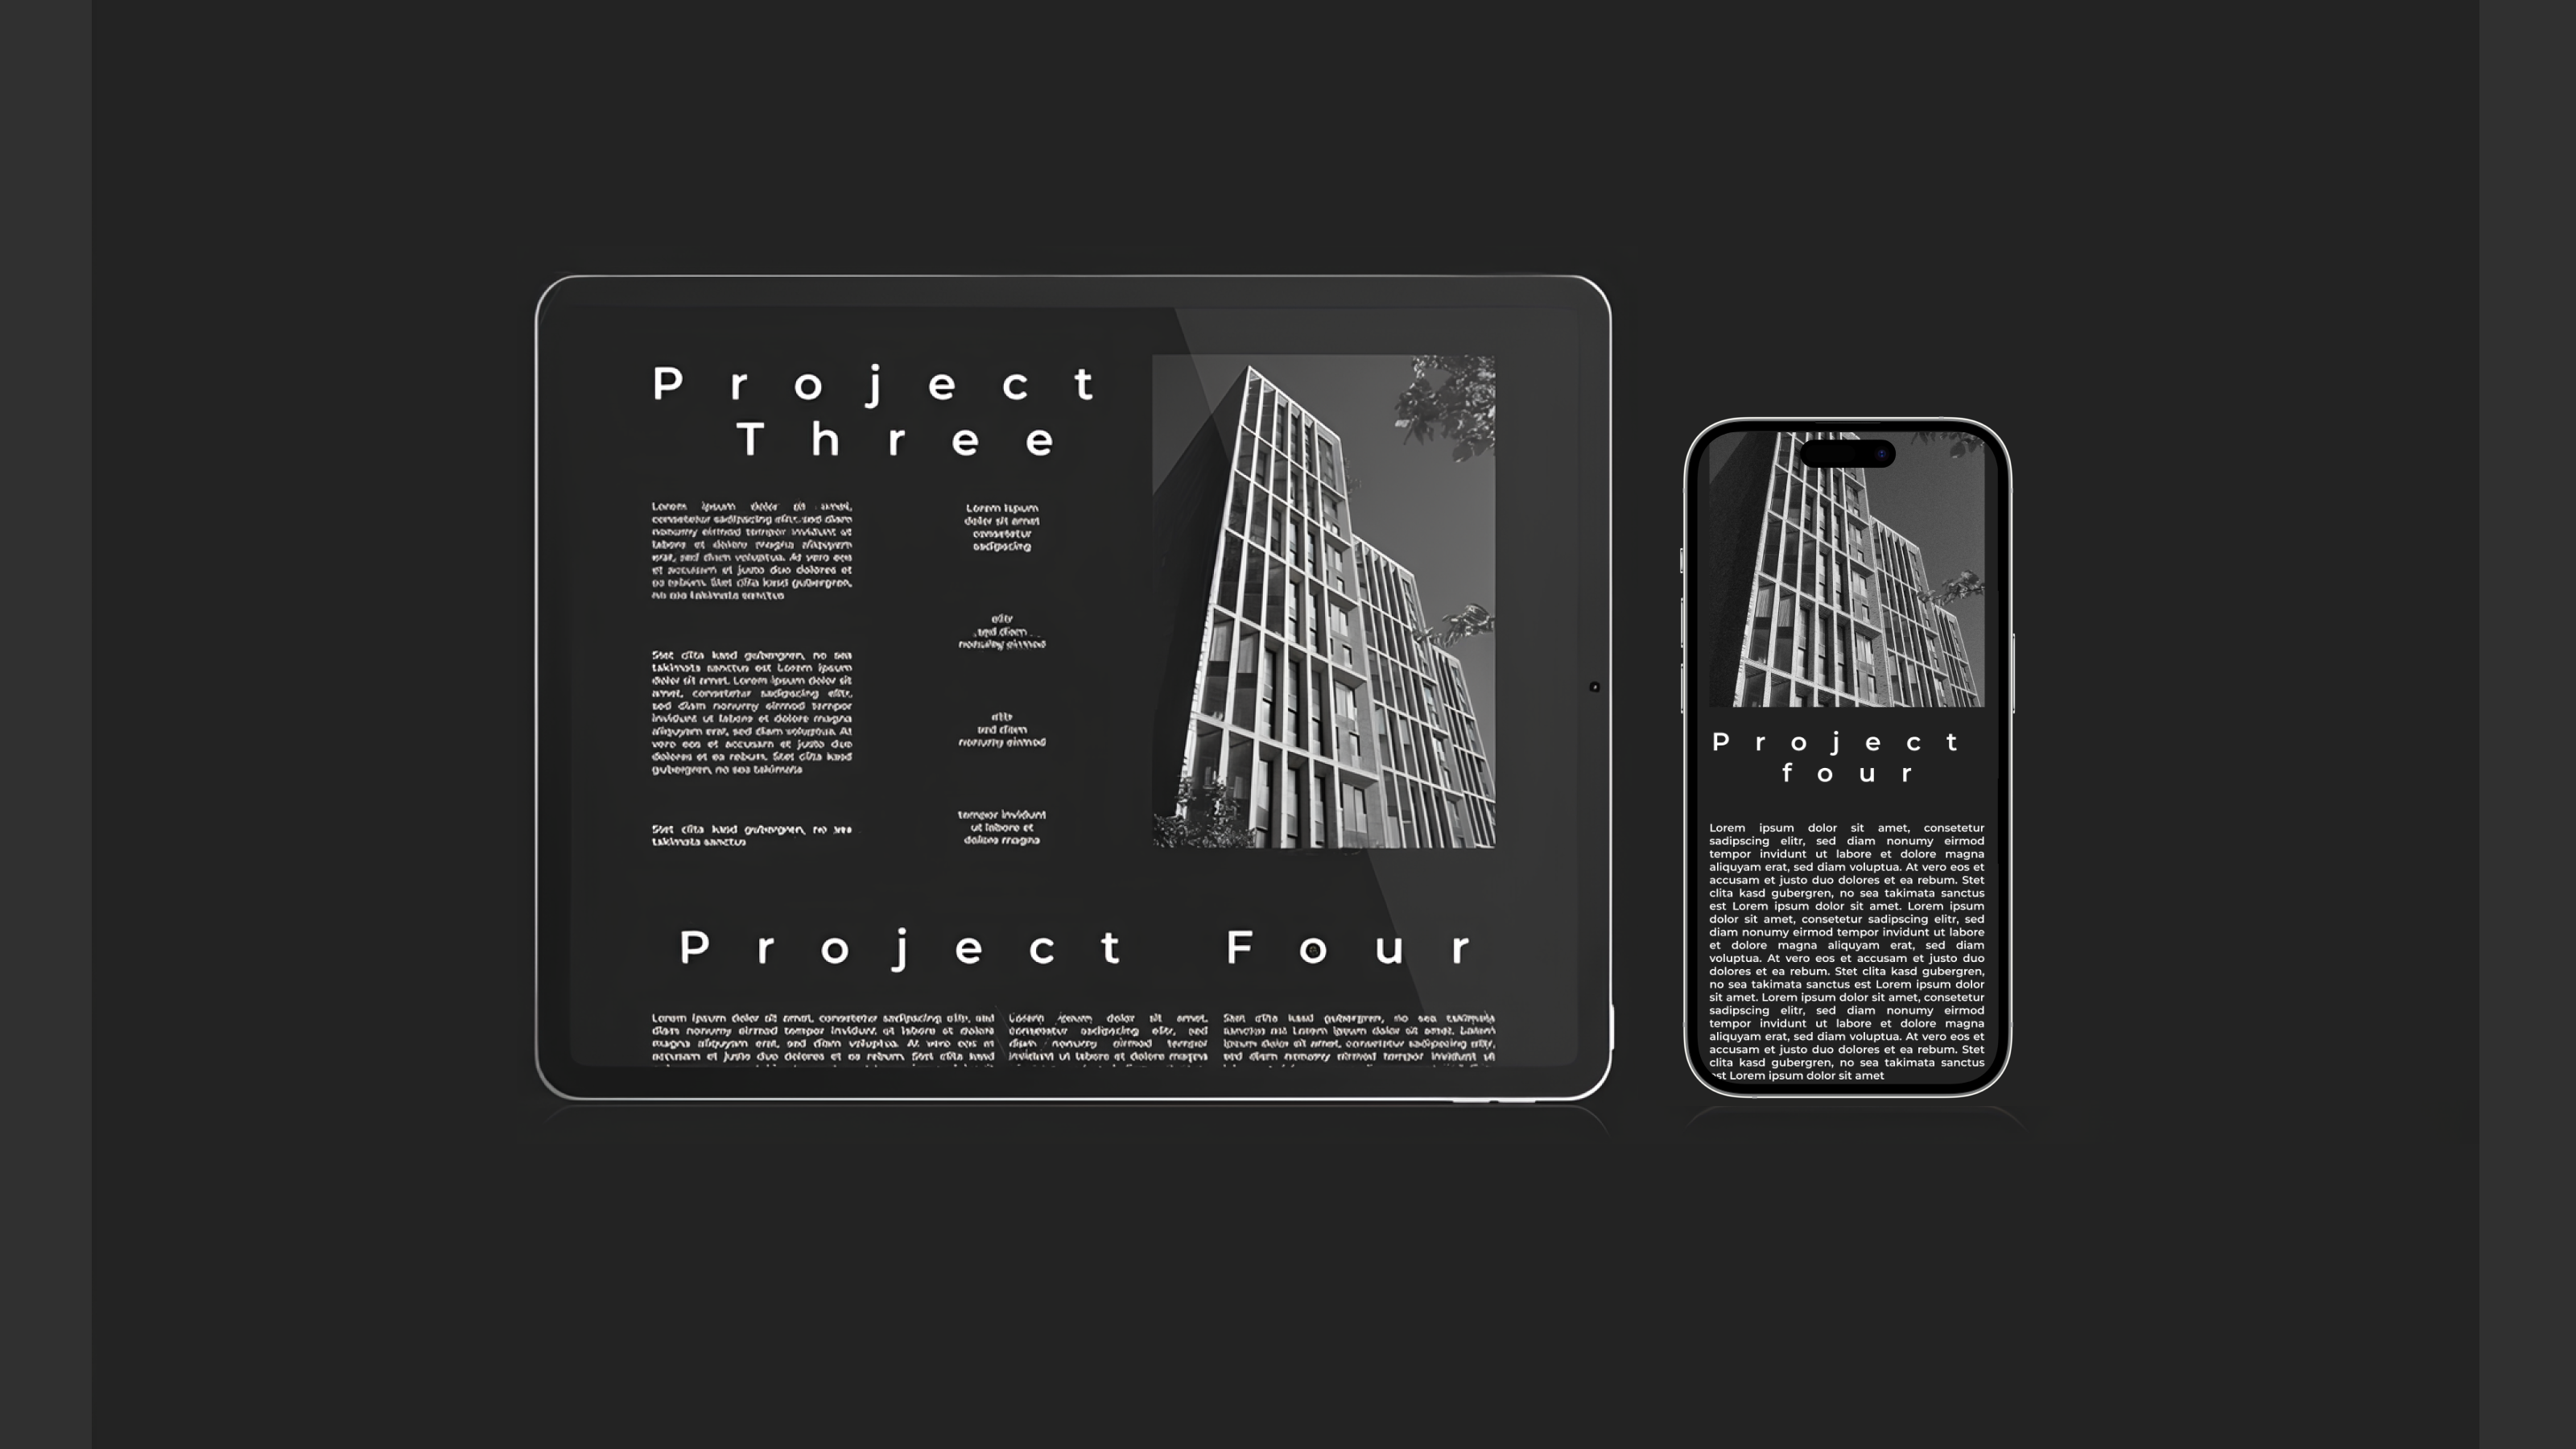 Project
Three
Lorem ipsum dolor sit amet,
consetetur sadipscing elitr, sed diam
nonumy eirmod tempor invidunt ut
labore et dolore magna aliquyam
erat, sed diam voluptua. At vero eos
et accusam et justo duo dolores et
ea rebum. Stet clita kasd gubergren,
no sea takimata sanctus
Stet clita kasd gubergren, no sea
takimata sanctus est Lorem ipsum
dolor sit amet. Lorem ipsum dolor sit
amet, consetetur sadipscing elitr,
sed diam nonumy eirmod tempor
invidunt ut labore et dolore magna
aliquyam erat, sed diam voluptua. At
vero eos et accusam et justo duo
dolores et ea rebum. Stet clita kasd
gubergren, no sea takimata
Stet clita kasd gubergren, no sea
takimata sanctus
Lorem ispum
dolor sit amet
consetetur
sadipscing
elitr
sed diam
nonumy eirmod
elitr
sed diam
nonumy eirmod
tempor invidunt
ut labore et
dolore magna
Project Four
Lorem ipsum dolor sit amet, consetetur sadipscing elitr, sed
diam nonumy eirmod tempor invidunt ut labore et dolore
magna aliquyam erat, sed diam voluptua. At vero eos et
accusam et justo duo dolores et ea rebum. Stet clita kasd
Lorem ipsum dolor sit amet,
consetetur sadipscing elitr, sed
diam nonumy eirmod tempor
invidunt ut labore et dolore magna
Stet clita kasd gubergren, no sea takimata
sanctus est Lorem ipsum dolor sit amet. Lorem
ipsum dolor sit amet, consetetur sadipscing elitr,
sed diam nonumy eirmod tempor invidunt ut
Project
four
Lorem ipsum dolor sit amet, consetetur
sadipscing elitr, sed diam nonumy eirmod
tempor invidunt ut labore et dolore magna
aliquyam erat, sed diam voluptua. At vero eos et
accusam et justo duo dolores et ea rebum. Stet
clita kasd gubergren, no sea takimata sanctus
est Lorem ipsum dolor sit amet. Lorem ipsum
dolor sit amet, consetetur sadipscing elitr, sed
diam nonumy eirmod tempor invidunt ut labore
et dolore magna aliquyam erat, sed diam
voluptua. At vero eos et accusam et justo duo
dolores et ea rebum. Stet clita kasd gubergren,
no sea takimata sanctus est Lorem ipsum dolor
sit amet. Lorem ipsum dolor sit amet, consetetur
sadipscing elitr, sed diam nonumy eirmod
tempor invidunt ut labore et dolore magna
aliquyam erat, sed diam voluptua. At vero eos et
accusam et justo duo dolores et ea rebum. Stet
clita kasd gubergren, no sea takimata sanctus
est Lorem ipsum dolor sit amet